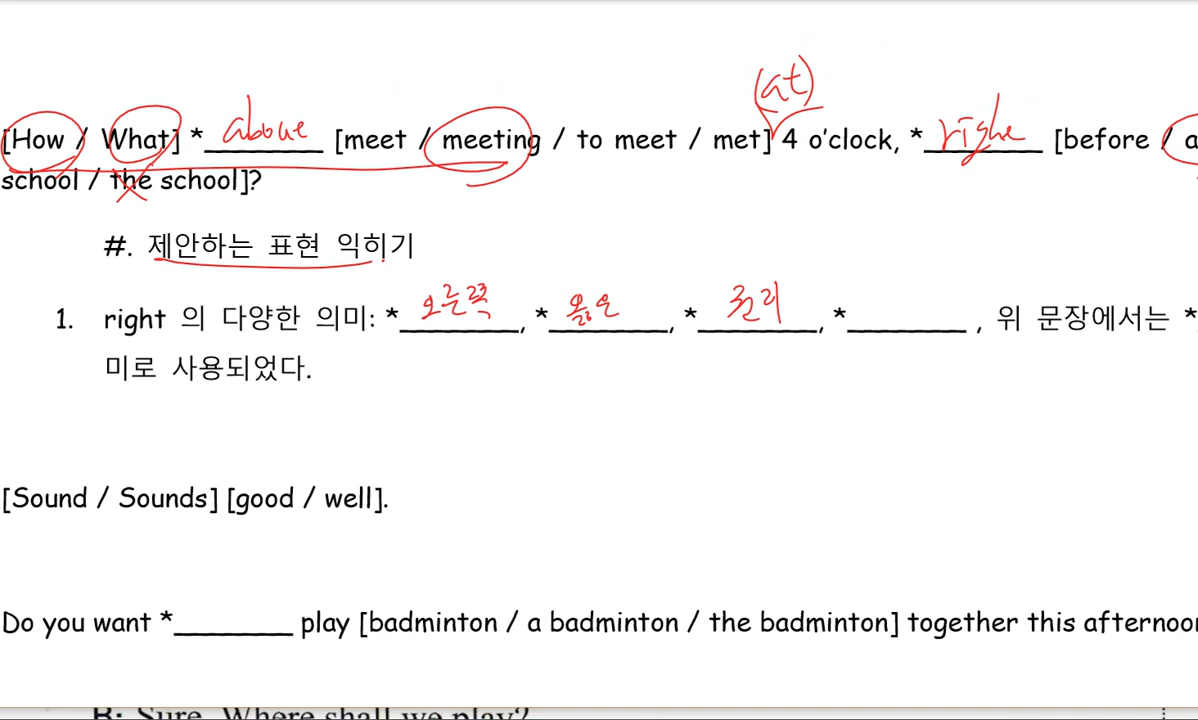 (at)
[How / What] * about [meet / meeting / to meet / met] 4 o'clock, * right [before / a
school / the school]?
#. 제안하는 표현 익히기
1. right 의 다양한 의미: * 오른쪽, * 옳은, * 권리, * ________ , 위 문장에서는 *
미로 사용되었다.
[Sound / Sounds] [good / well].
Do you want *________ play [badminton / a badminton / the badminton] together this afternoon
B: Sure. Where shall we play?